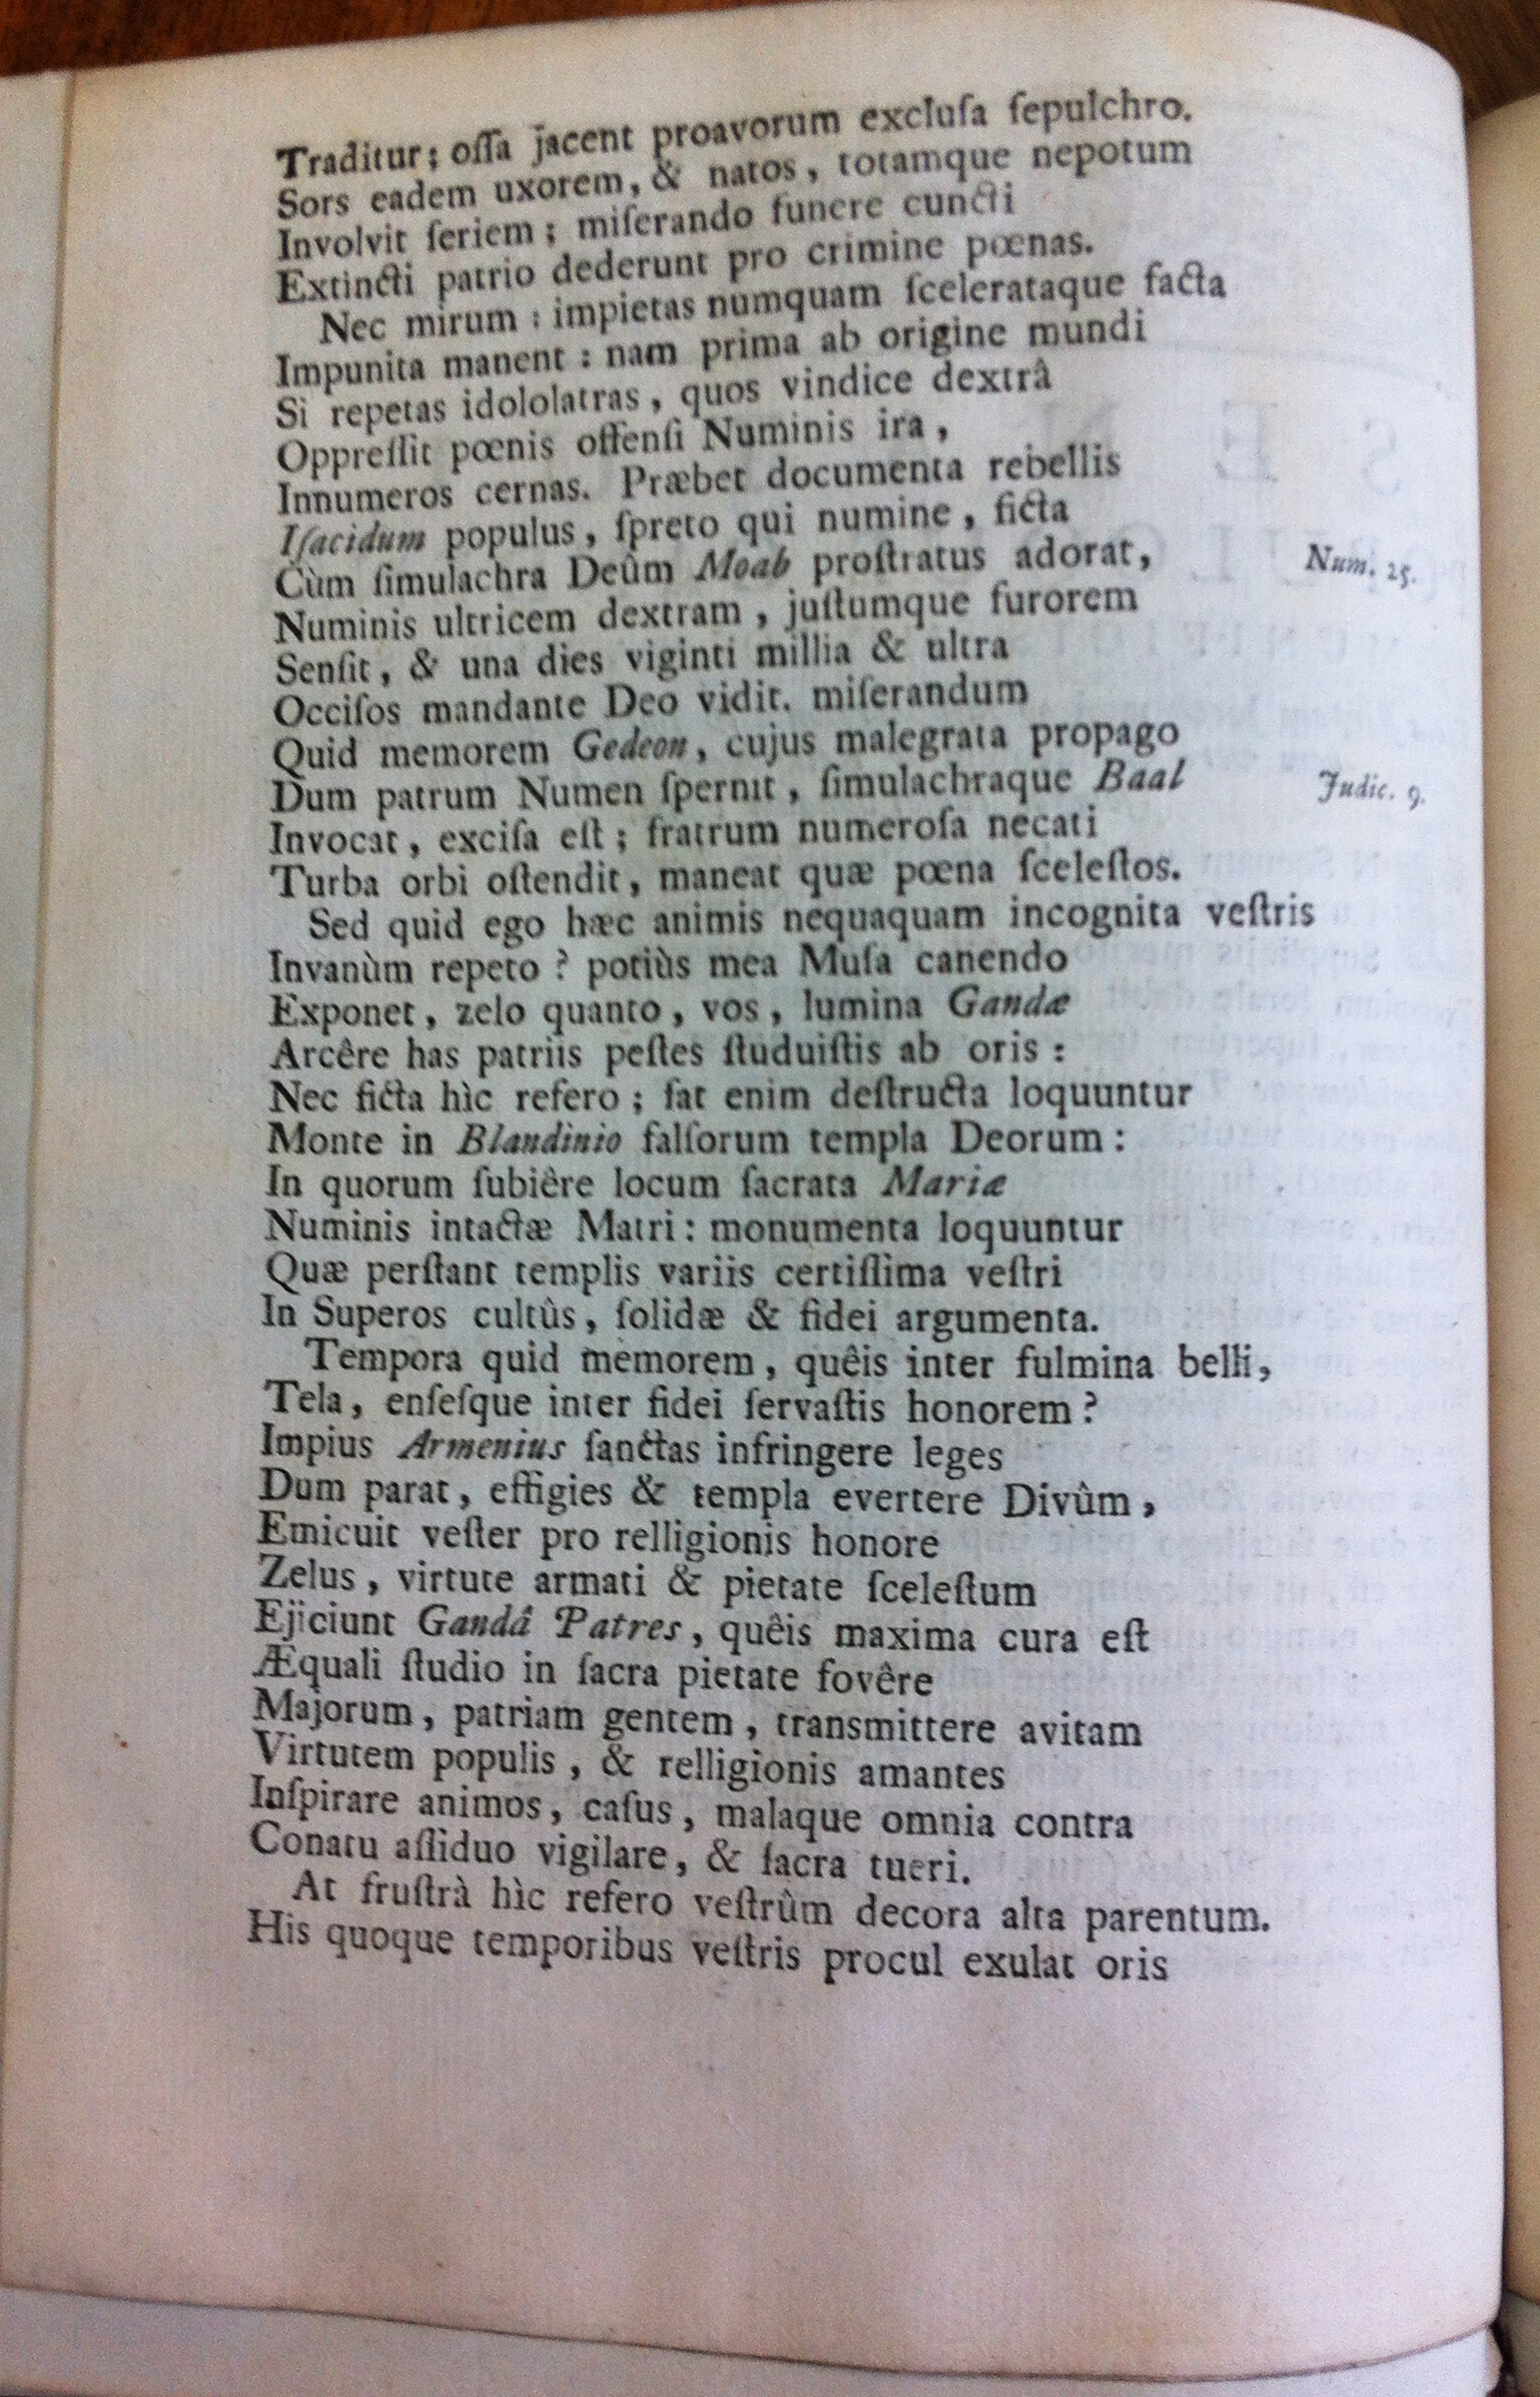 Traditur; oſſa jacent proavorum excluſa ſepulchro.
Sors eadem uxorem, & natos, totamque nepotum
Involvit ſeriem; miſerando funere cuncti
Extincti patrio dederunt pro crimine pœnas.
Nec mirum : impietas numquam ſcelerataque facta
Impunita manent : nam prima ab origine mundi
Si repetas idololatras, quos vindice dextrâ
Oppreſſit pœnis offenſi Numinis ira,
Innumeros cernas. Præbet documenta rebellis
Iſacidum populus, ſpreto qui numine, ficta
Cùm ſimulachra Deûm Moab proſtratus adorat, Num. 25.
Numinis ultricem dextram, juſtumque furorem
Senſit, & una dies viginti millia & ultra
Occiſos mandante Deo vidit. miſerandum
Quid memorem Gedeon, cujus malegrata propago
Dum patrum Numen ſpernit, ſimulachraque Baal Judic. 9.
Invocat, exciſa eſt; fratrum numeroſa necati
Turba orbi oſtendit, maneat quæ pœna ſceleſtos.
Sed quid ego hæc animis nequaquam incognita veſtris
Invanùm repeto ? potiùs mea Muſa canendo
Exponet, zelo quanto, vos, lumina Gandæ
Arcêre has patriis peſtes ſtuduiſtis ab oris :
Nec ficta hìc refero; ſat enim deſtructa loquuntur
Monte in Blandinio falſorum templa Deorum :
In quorum ſubiêre locum ſacrata Mariæ
Numinis intactæ Matri : monumenta loquuntur
Quæ perſtant templis variis certiſſima veſtri
In Superos cultûs, ſolidæ & fidei argumenta.
Tempora quid memorem, quêis inter fulmina belli,
Tela, enſeſque inter fidei ſervaſtis honorem ?
Impius Armenius ſanctas infringere leges
Dum parat, effigies & templa evertere Divûm,
Emicuit veſter pro relligionis honore
Zelus, virtute armati & pietate ſceleſtum
Ejiciunt Gandâ Patres, quêis maxima cura eſt
Æquali ſtudio in ſacra pietate fovêre
Majorum, patriam gentem, transmittere avitam
Virtutem populis, & relligionis amantes
Inſpirare animos, caſus, malaque omnia contra
Conatu aſſiduo vigilare, & ſacra tueri.
At fruſtrà hìc refero veſtrûm decora alta parentum.
His quoque temporibus veſtris procul exulat oris